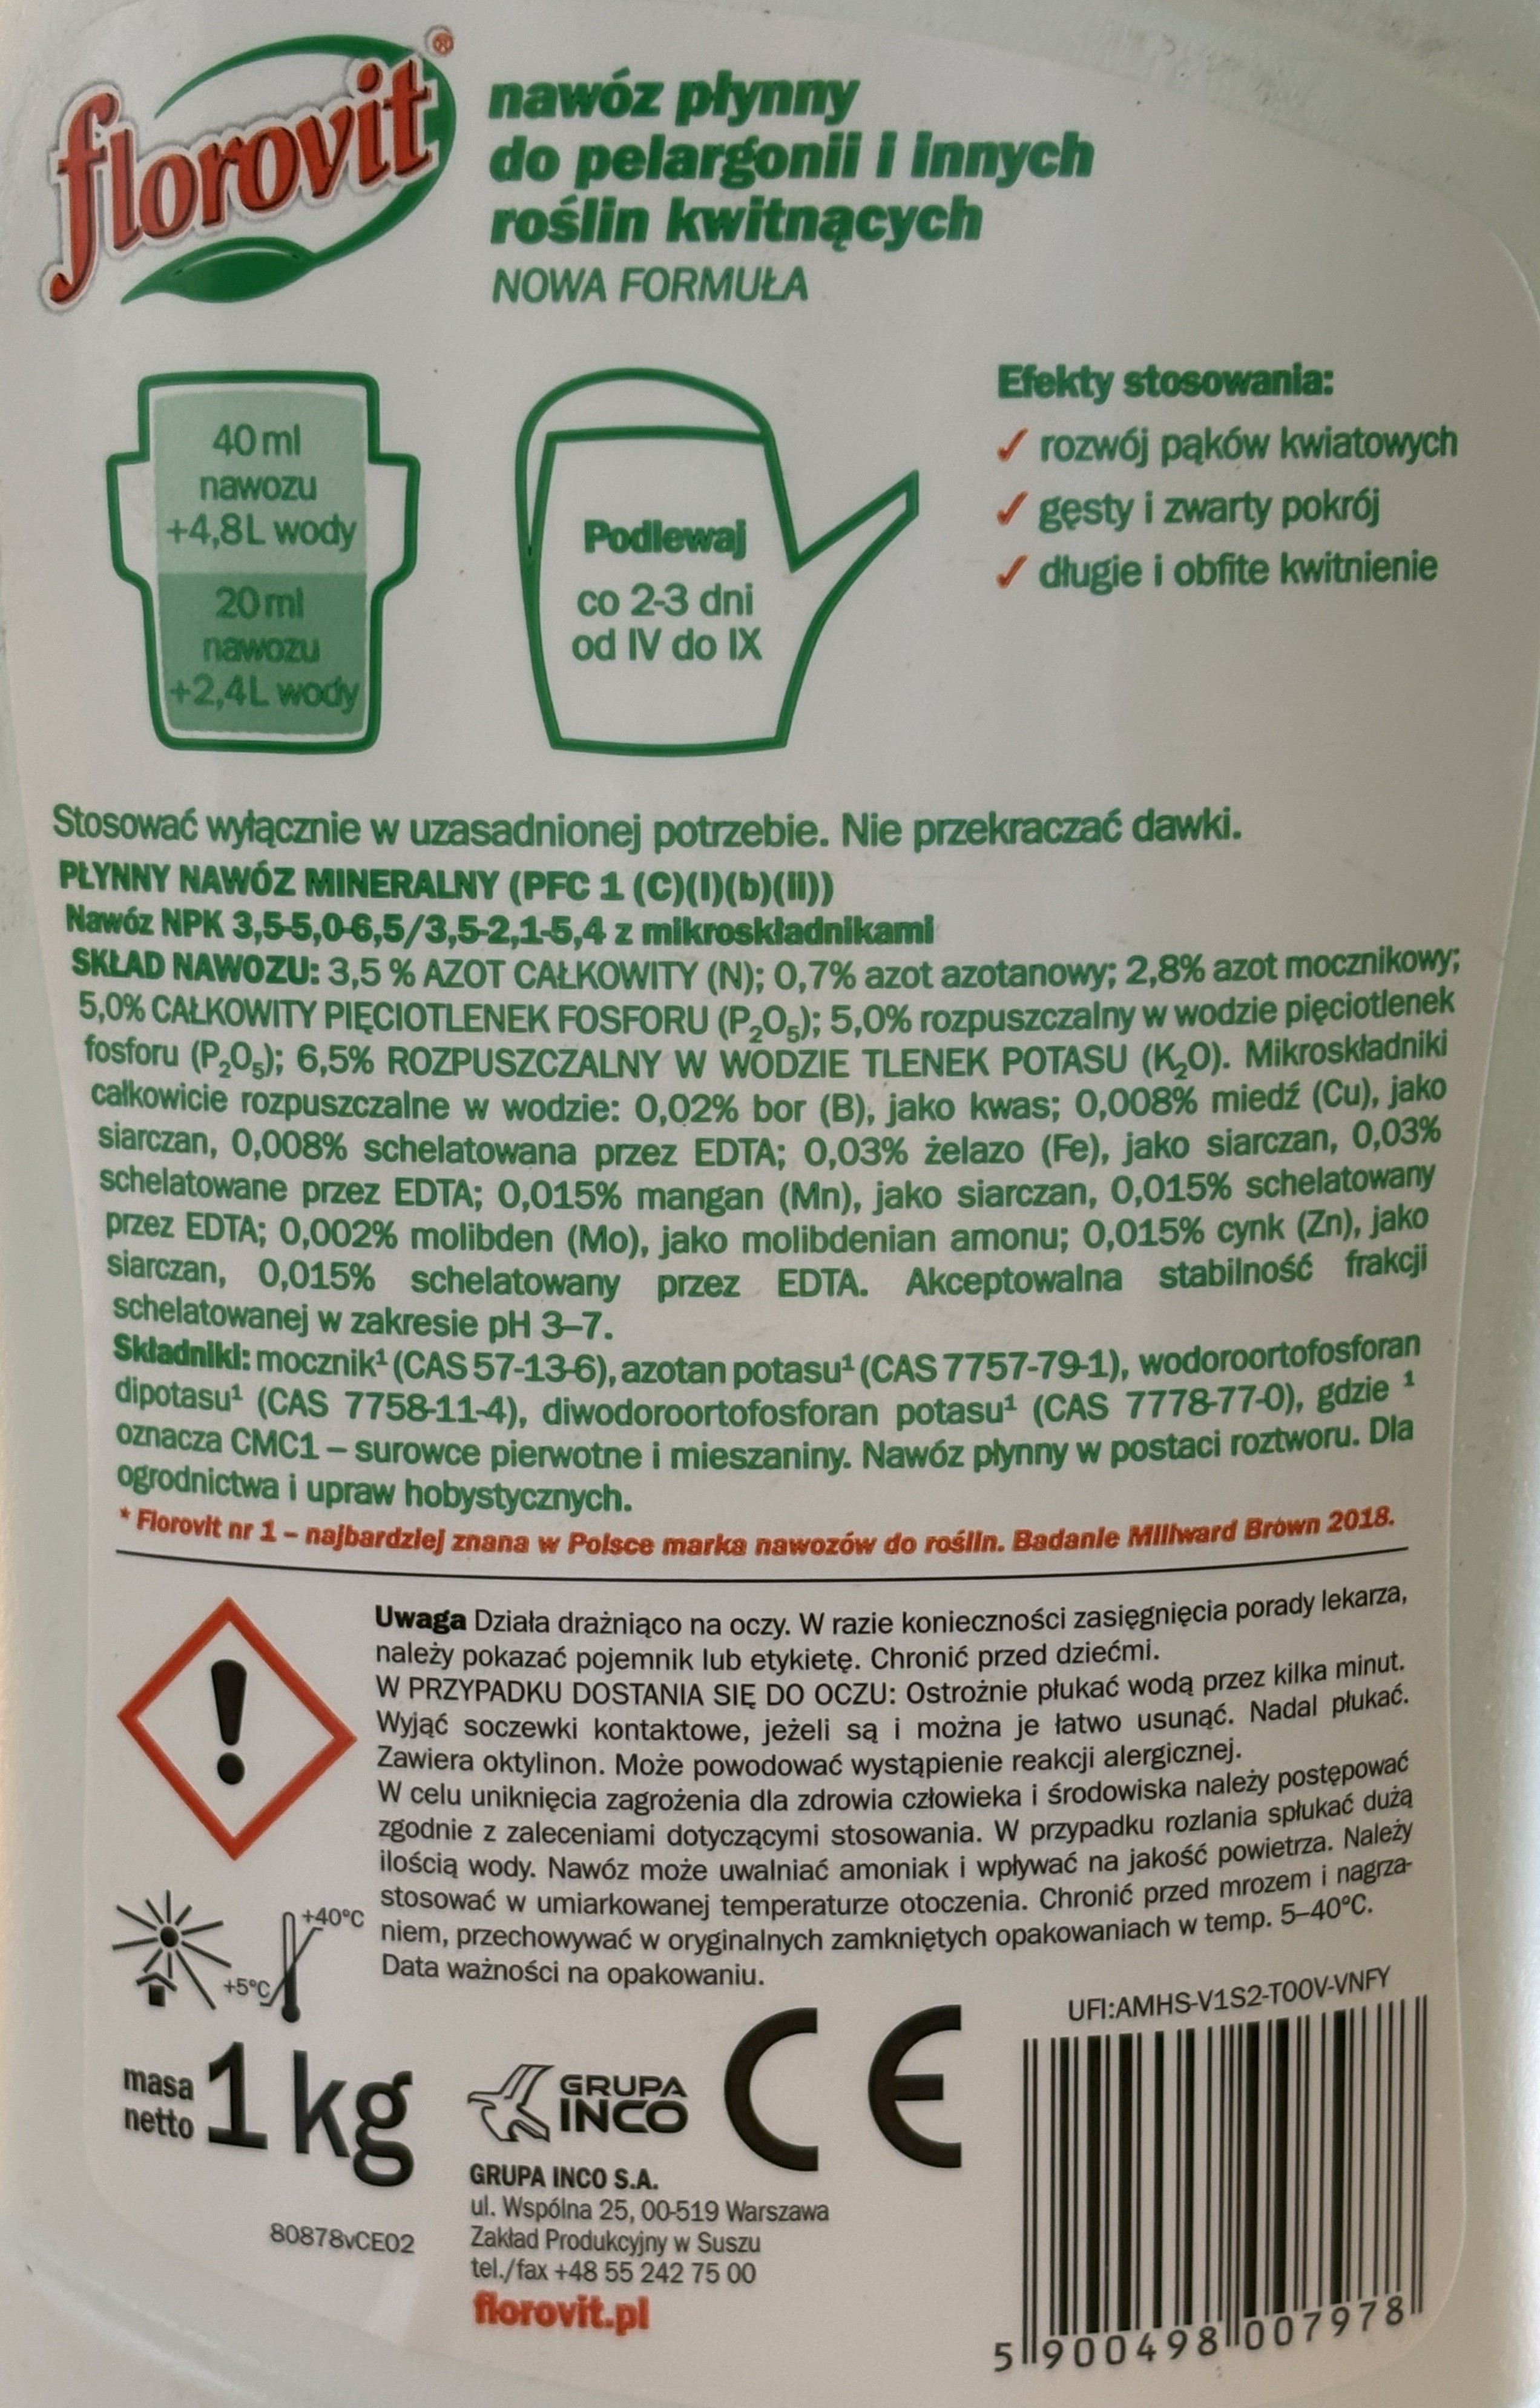 florovit®
nawóz płynny
do pelargonii i innych
roślin kwitnących
NOWA FORMUŁA
40 ml
nawozu
+4,8L wody
20 ml
nawozu
+2,4L wody
Podlewaj
co 2-3 dni
od IV do IX
Efekty stosowania:
✓ rozwój pąków kwiatowych
✓ gęsty i zwarty pokrój
✓ długie i obfite kwitnienie
Stosować wyłącznie w uzasadnionej potrzebie. Nie przekraczać dawki.
PŁYNNY NAWÓZ MINERALNY (PFC 1 (C)(I)(b)(ii))
Nawóz NPK 3,5-5,0-6,5/3,5-2,1-5,4 z mikroskładnikami
SKŁAD NAWOZU: 3,5 % AZOT CAŁKOWITY (N); 0,7% azot azotanowy; 2,8% azot mocznikowy;
5,0% CAŁKOWITY PIĘCIOTLENEK FOSFORU (P₂O₅); 5,0% rozpuszczalny w wodzie pięciotlenek
fosforu (P₂O₅); 6,5% ROZPUSZCZALNY W WODZIE TLENEK POTASU (K₂O). Mikroskładniki
całkowicie rozpuszczalne w wodzie: 0,02% bor (B), jako kwas; 0,008% miedź (Cu), jako
siarczan, 0,008% schelatowana przez EDTA; 0,03% żelazo (Fe), jako siarczan, 0,03%
schelatowane przez EDTA; 0,015% mangan (Mn), jako siarczan, 0,015% schelatowany
przez EDTA; 0,002% molibden (Mo), jako molibdenian amonu; 0,015% cynk (Zn), jako
siarczan, 0,015% schelatowany przez EDTA. Akceptowalna stabilność frakcji
schelatowanej w zakresie pH 3–7.
Składniki: mocznik¹ (CAS 57-13-6), azotan potasu¹ (CAS 7757-79-1), wodoroortofosforan
dipotasu¹ (CAS 7758-11-4), diwodoroortofosforan potasu¹ (CAS 7778-77-0), gdzie ¹
oznacza CMC1 – surowce pierwotne i mieszaniny. Nawóz płynny w postaci roztworu. Dla
ogrodnictwa i upraw hobystycznych.
* Florovit nr 1 – najbardziej znana w Polsce marka nawozów do roślin. Badanie Millward Brown 2018.
Uwaga Działa drażniąco na oczy. W razie konieczności zasięgnięcia porady lekarza,
należy pokazać pojemnik lub etykietę. Chronić przed dziećmi.
W PRZYPADKU DOSTANIA SIĘ DO OCZU: Ostrożnie płukać wodą przez kilka minut.
Wyjąć soczewki kontaktowe, jeżeli są i można je łatwo usunąć. Nadal płukać.
Zawiera oktylinon. Może powodować wystąpienie reakcji alergicznej.
W celu uniknięcia zagrożenia dla zdrowia człowieka i środowiska należy postępować
zgodnie z zaleceniami dotyczącymi stosowania. W przypadku rozlania spłukać dużą
ilością wody. Nawóz może uwalniać amoniak i wpływać na jakość powietrza. Należy
stosować w umiarkowanej temperaturze otoczenia. Chronić przed mrozem i nagrza-
niem, przechowywać w oryginalnych zamkniętych opakowaniach w temp. 5–40°C.
Data ważności na opakowaniu.
+40°C
+5°C
UFI:AMHS-V1S2-T00V-VNFY
masa
netto
1 kg
GRUPA
INCO
CE
GRUPA INCO S.A.
ul. Wspólna 25, 00-519 Warszawa
Zakład Produkcyjny w Suszu
tel./fax +48 55 242 75 00
florovit.pl
80878vCE02
5 900498 007978